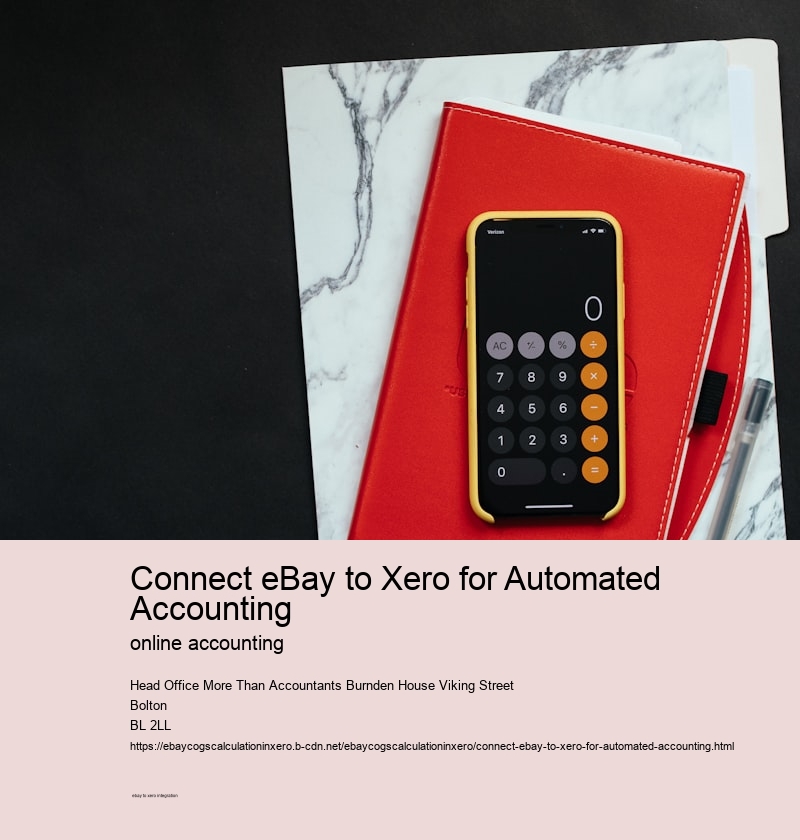 Verizon
0
AC +/- % ÷
7 8 9 ×
4 5 6 −
1 2 3 +
0 . =
Connect eBay to Xero for Automated
Accounting
online accounting
Head Office More Than Accountants Burnden House Viking Street
Bolton
BL 2LL
https://ebaycogscalculationinxero.b-cdn.net/ebaycogscalculationinxero/connect-ebay-to-xero-for-automated-accounting.html
ebay to xero integration